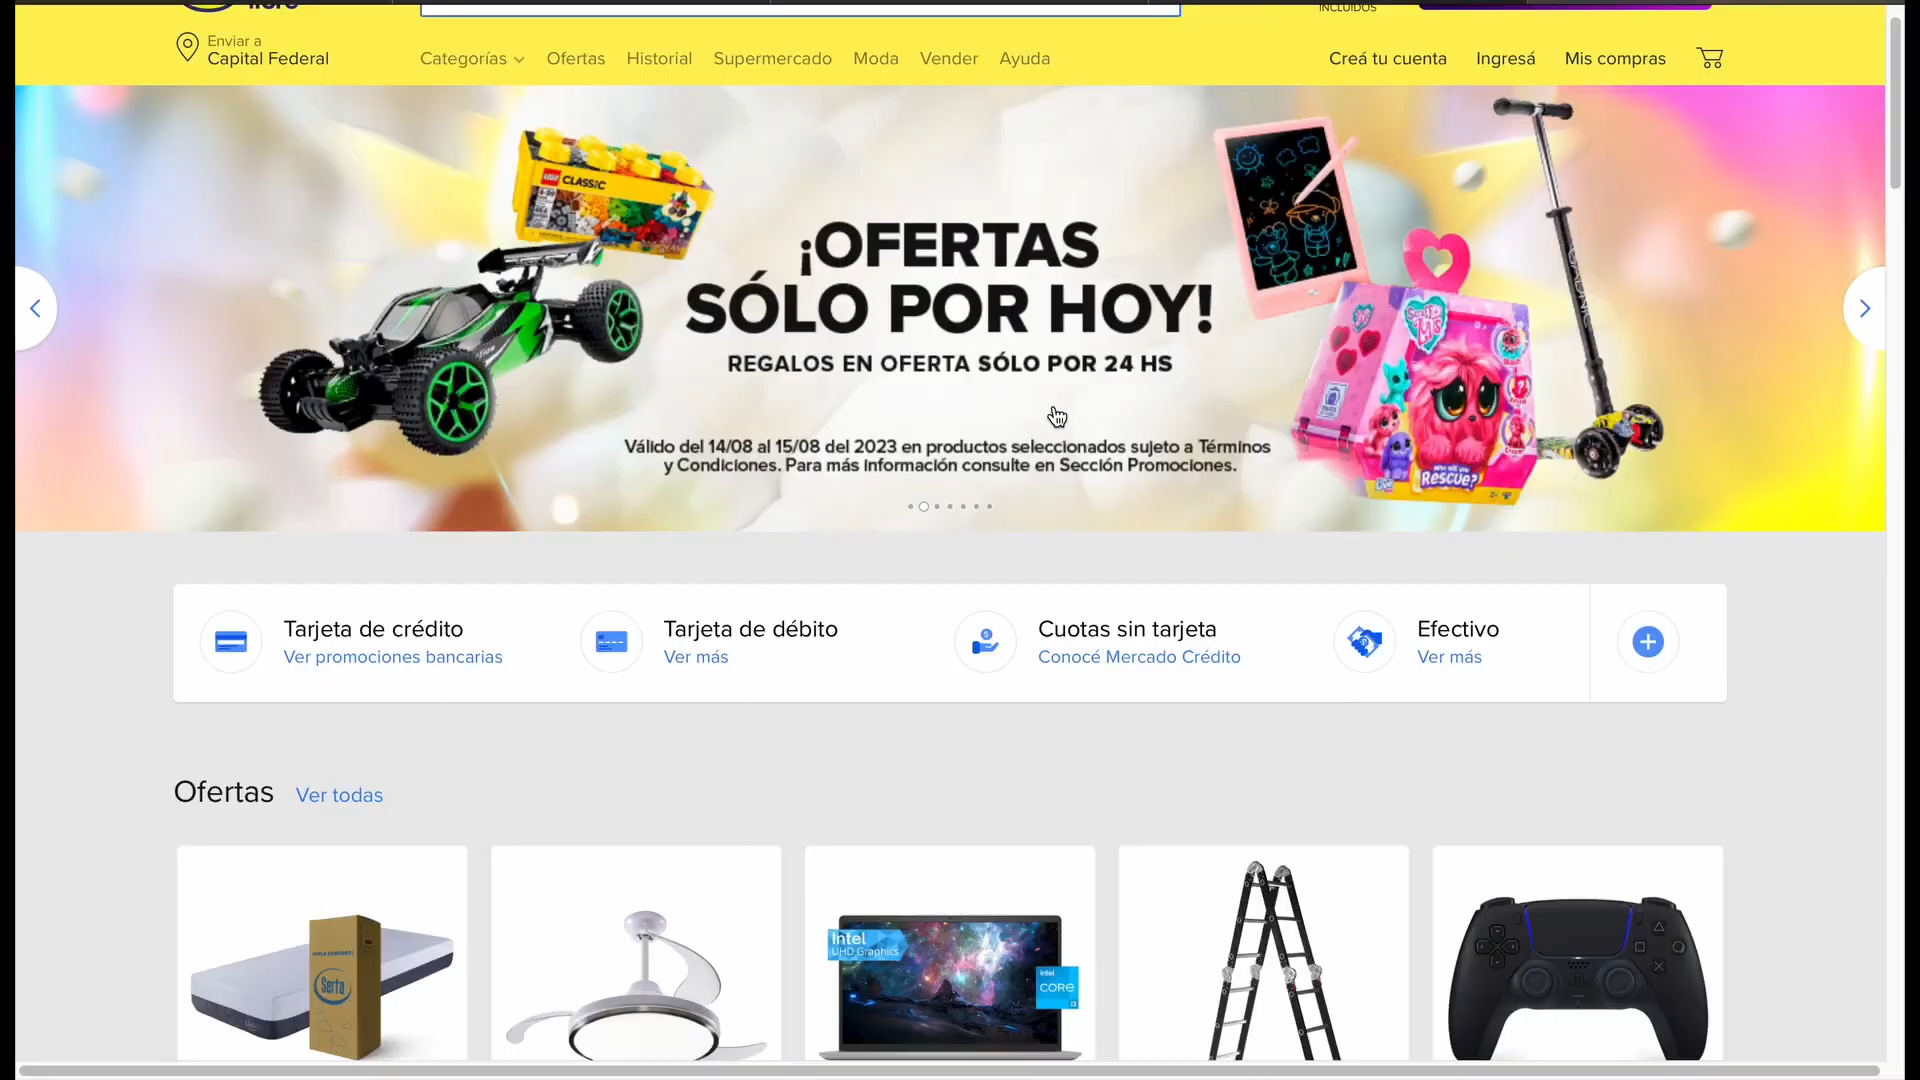 INCLUIDOS
Enviar a
Capital Federal
Categorías
Ofertas
Historial
Supermercado
Moda
Vender
Ayuda
Creá tu cuenta
Ingresá
Mis compras
LEGO CLASSIC
¡OFERTAS
SÓLO POR HOY!
REGALOS EN OFERTA SÓLO POR 24 HS
Válido del 14/08 al 15/08 del 2023 en productos seleccionados sujeto a Términos
y Condiciones. Para más información consulte en Sección Promociones.
Rescue?
Tarjeta de crédito
Ver promociones bancarias
Tarjeta de débito
Ver más
Cuotas sin tarjeta
Conocé Mercado Crédito
Efectivo
Ver más
Ofertas
Ver todas
Serta
Intel
UHD Graphics
intel
CORE
i3